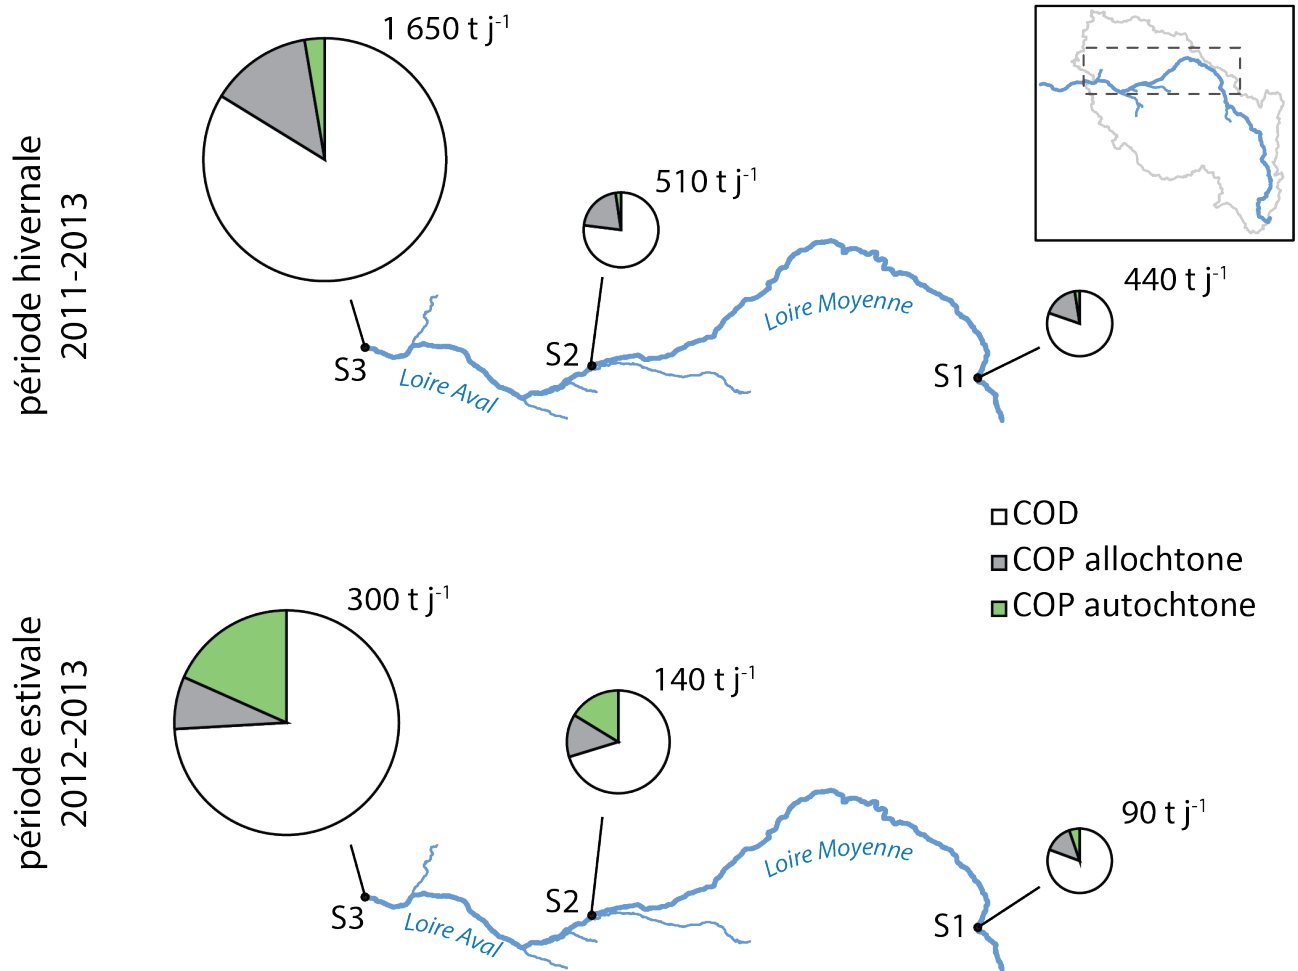 période hivernale
2011-2013
1 650 t j-1
510 t j-1
440 t j-1
Loire Moyenne
S3
S2
S1
Loire Aval
COD
COP allochtone
COP autochtone
période estivale
2012-2013
300 t j-1
140 t j-1
90 t j-1
Loire Moyenne
S3
S2
S1
Loire Aval